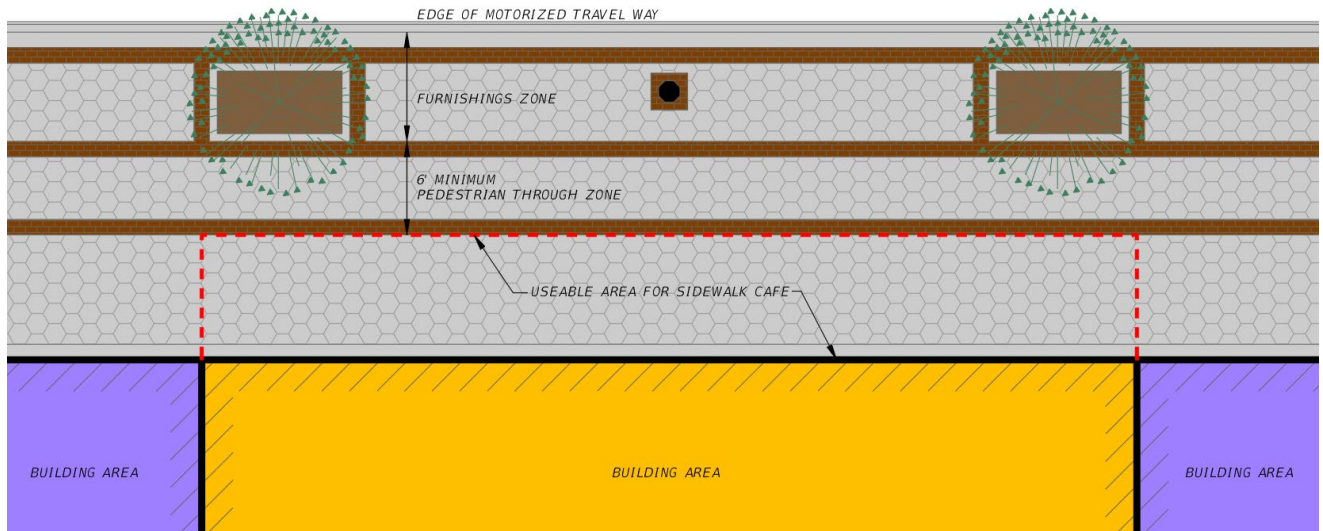 EDGE OF MOTORIZED TRAVEL WAY
FURNISHINGS ZONE
6' MINIMUM
PEDESTRIAN THROUGH ZONE
USEABLE AREA FOR SIDEWALK CAFE
BUILDING AREA
BUILDING AREA
BUILDING AREA